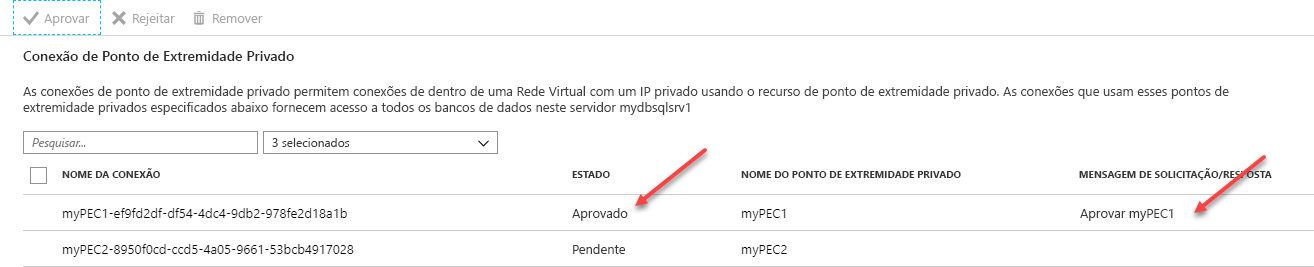 Aprovar Rejeitar Remover
Conexão de Ponto de Extremidade Privado
As conexões de ponto de extremidade privado permitem conexões de dentro de uma Rede Virtual com um IP privado usando o recurso de ponto de extremidade privado. As conexões que usam esses pontos de
extremidade privados especificados abaixo fornecem acesso a todos os bancos de dados neste servidor mydbsqlsrv1
Pesquisar... 3 selecionados
NOME DA CONEXÃO ESTADO NOME DO PONTO DE EXTREMIDADE PRIVADO MENSAGEM DE SOLICITAÇÃO/RESPOSTA
myPEC1-ef9fd2df-df54-4dc4-9db2-978fe2d18a1b Aprovado myPEC1 Aprovar myPEC1
myPEC2-8950f0cd-ccd5-4a05-9661-53bcb4917028 Pendente myPEC2